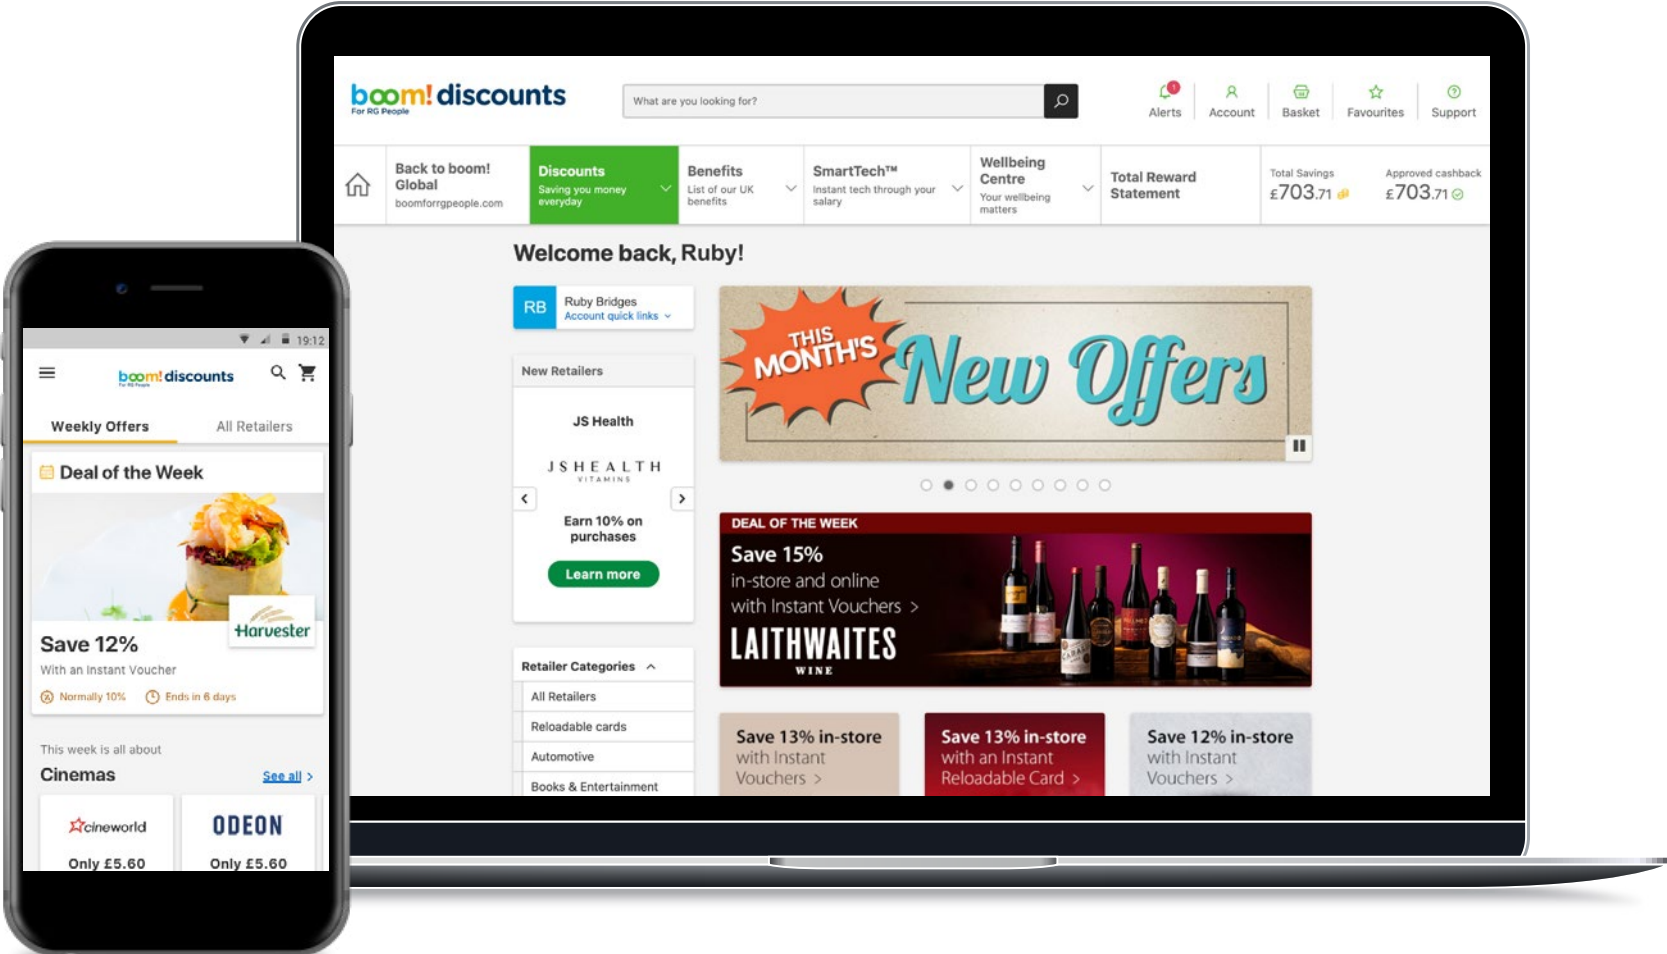 boom! discounts
For RG People
What are you looking for?
1
Alerts
Account
Basket
Favourites
Support
Back to boom!
Global
boomforrgpeople.com
Discounts
Saving you money
everyday
Benefits
List of our UK
benefits
SmartTech™
Instant tech through your
salary
Wellbeing
Centre
Your wellbeing
matters
Total Reward
Statement
Total Savings
£703.71
Approved cashback
£703.71
Welcome back, Ruby!
RB
Ruby Bridges
Account quick links
New Retailers
JS Health
JSHEALTH
VITAMINS
Earn 10% on
purchases
Learn more
Retailer Categories
All Retailers
Reloadable cards
Automotive
Books & Entertainment
THIS
MONTH'S
New Offers
DEAL OF THE WEEK
Save 15%
in-store and online
with Instant Vouchers >
LAITHWAITES
WINE
Save 13% in-store
with Instant
Vouchers >
Save 13% in-store
with an Instant
Reloadable Card >
Save 12% in-store
with Instant
Vouchers >
19:12
boom! discounts
For RG People
Weekly Offers
All Retailers
Deal of the Week
Harvester
Save 12%
With an Instant Voucher
Normally 10%
Ends in 6 days
This week is all about
Cinemas
See all >
cineworld
Only £5.60
ODEON
Only £5.60